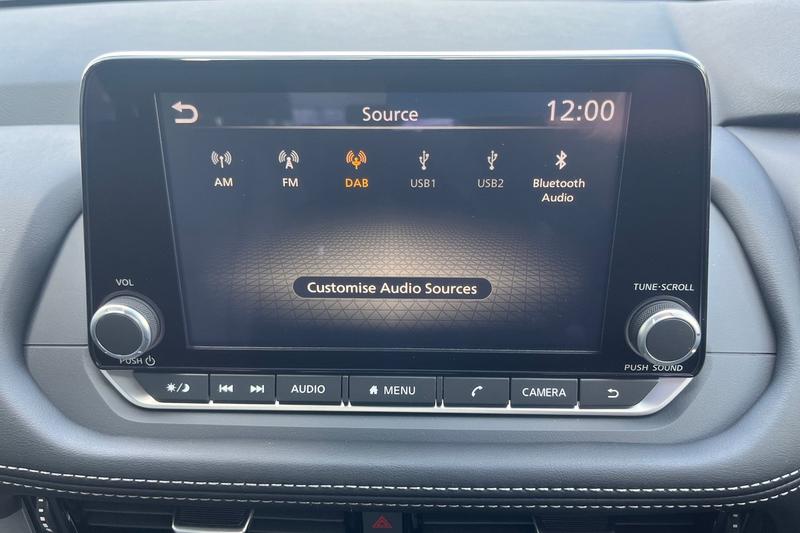 Source
12:00
AM
FM
DAB
USB1
USB2
Bluetooth
Audio
Customise Audio Sources
VOL
PUSH
TUNE·SCROLL
PUSH SOUND
AUDIO
MENU
CAMERA